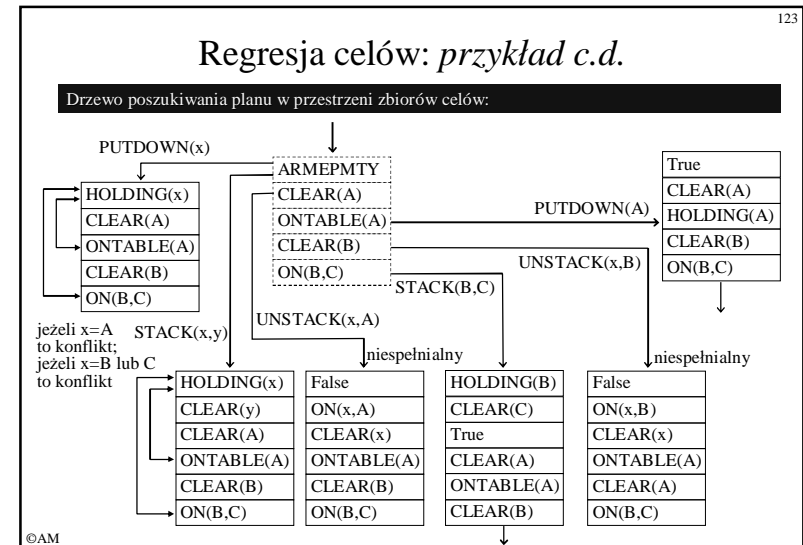 123
Regresja celów: przykład c.d.
Drzewo poszukiwania planu w przestrzeni zbiorów celów:
PUTDOWN(x)
HOLDING(x)
CLEAR(A)
ONTABLE(A)
CLEAR(B)
ON(B,C)
ARMEPMTY
CLEAR(A)
ONTABLE(A)
CLEAR(B)
ON(B,C)
PUTDOWN(A)
True
CLEAR(A)
HOLDING(A)
CLEAR(B)
ON(B,C)
UNSTACK(x,B)
STACK(B,C)
UNSTACK(x,A)
STACK(x,y)
jeżeli x=A
to konflikt;
jeżeli x=B lub C
to konflikt
niespełnialny
niespełnialny
HOLDING(x)
CLEAR(y)
CLEAR(A)
ONTABLE(A)
CLEAR(B)
ON(B,C)
False
ON(x,A)
CLEAR(x)
ONTABLE(A)
CLEAR(B)
ON(B,C)
HOLDING(B)
CLEAR(C)
True
CLEAR(A)
ONTABLE(A)
CLEAR(B)
False
ON(x,B)
CLEAR(x)
ONTABLE(A)
CLEAR(A)
ON(B,C)
©AM